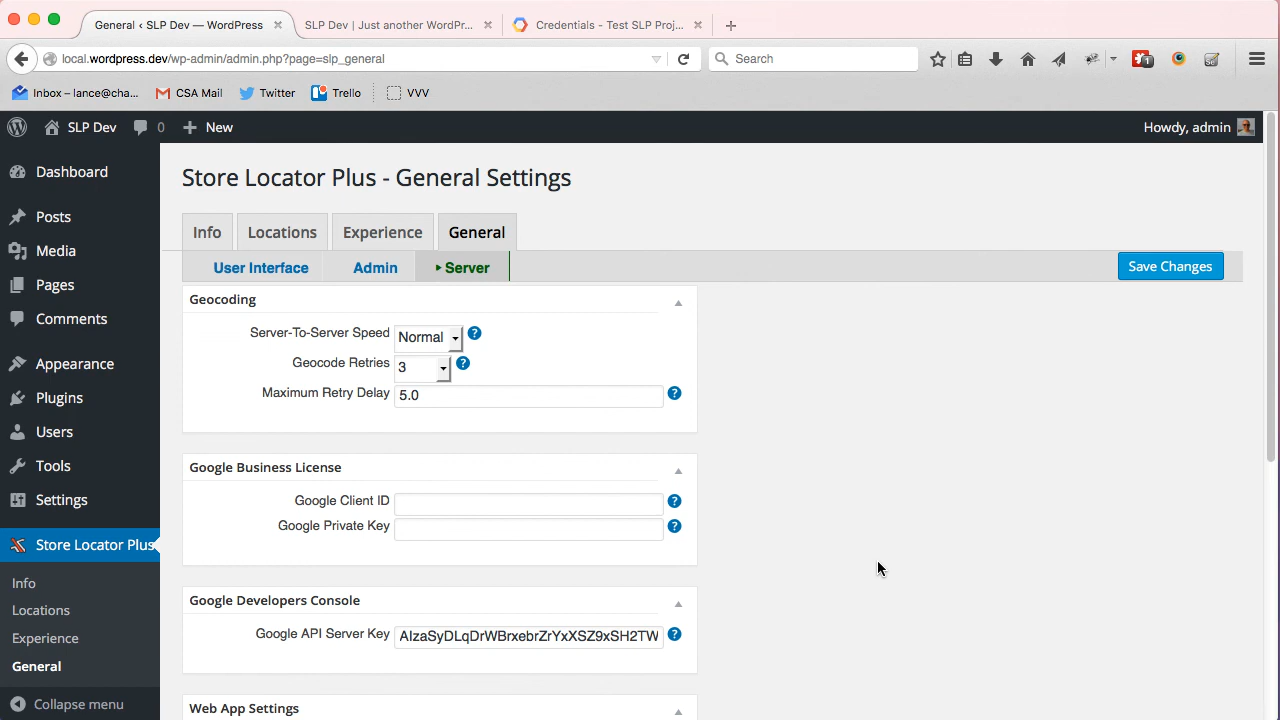 General ‹ SLP Dev — WordPress
SLP Dev | Just another WordPr...
Credentials - Test SLP Proj...
local.wordpress.dev/wp-admin/admin.php?page=slp_general
Search
1
Inbox – lance@cha...
CSA Mail
Twitter
Trello
VVV
SLP Dev
0
New
Howdy, admin
Dashboard
Posts
Media
Pages
Comments
Appearance
Plugins
Users
Tools
Settings
Store Locator Plus
Info
Locations
Experience
General
Collapse menu
Store Locator Plus - General Settings
Info
Locations
Experience
General
User Interface
Admin
Server
Save Changes
Geocoding
Server-To-Server Speed Normal ?
Geocode Retries 3 ?
Maximum Retry Delay 5.0 ?
Google Business License
Google Client ID ?
Google Private Key ?
Google Developers Console
Google API Server Key AIzaSyDLqDrWBrxebrZrYxXSZ9xSH2TW ?
Web App Settings